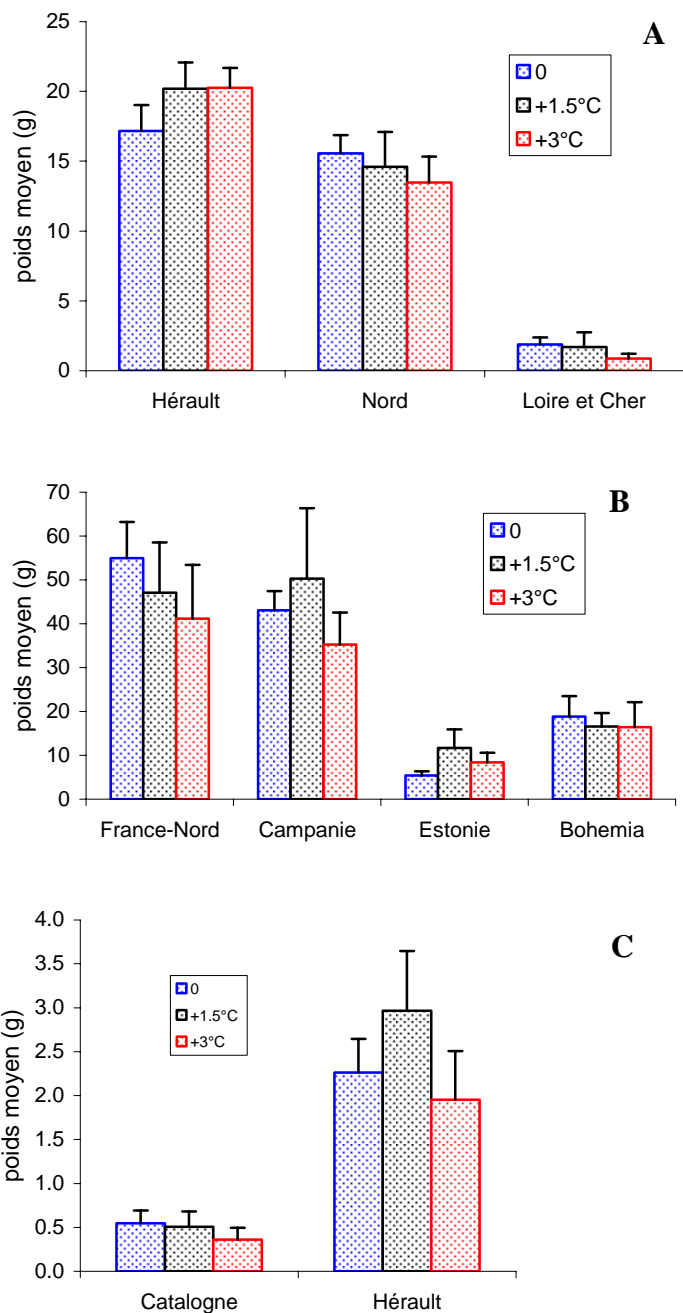 A
25
20
15
10
5
0
poids moyen (g)
0
+1.5°C
+3°C
Hérault Nord Loire et Cher
B
70
60
50
40
30
20
10
0
poids moyen (g)
0
+1.5°C
+3°C
France-Nord Campanie Estonie Bohemia
C
4.0
3.5
3.0
2.5
2.0
1.5
1.0
0.5
0.0
poids moyen (g)
0
+1.5°C
+3°C
Catalogne Hérault